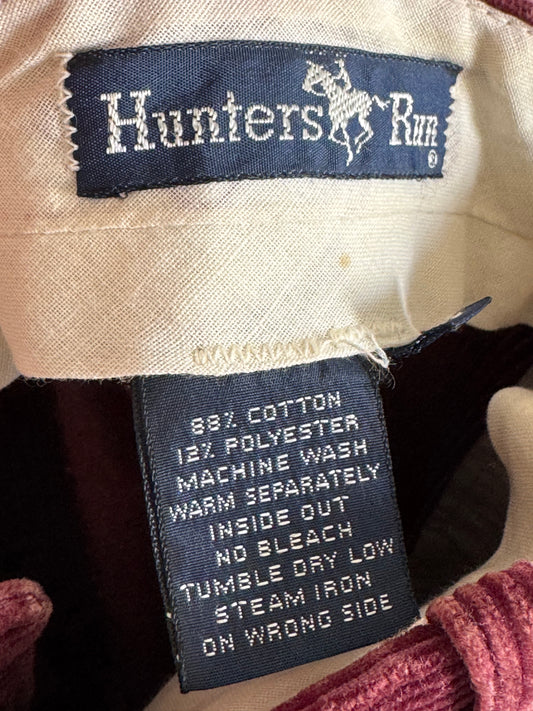 Hunters Run ®
88% COTTON
12% POLYESTER
MACHINE WASH
WARM SEPARATELY
INSIDE OUT
NO BLEACH
TUMBLE DRY LOW
STEAM IRON
ON WRONG SIDE